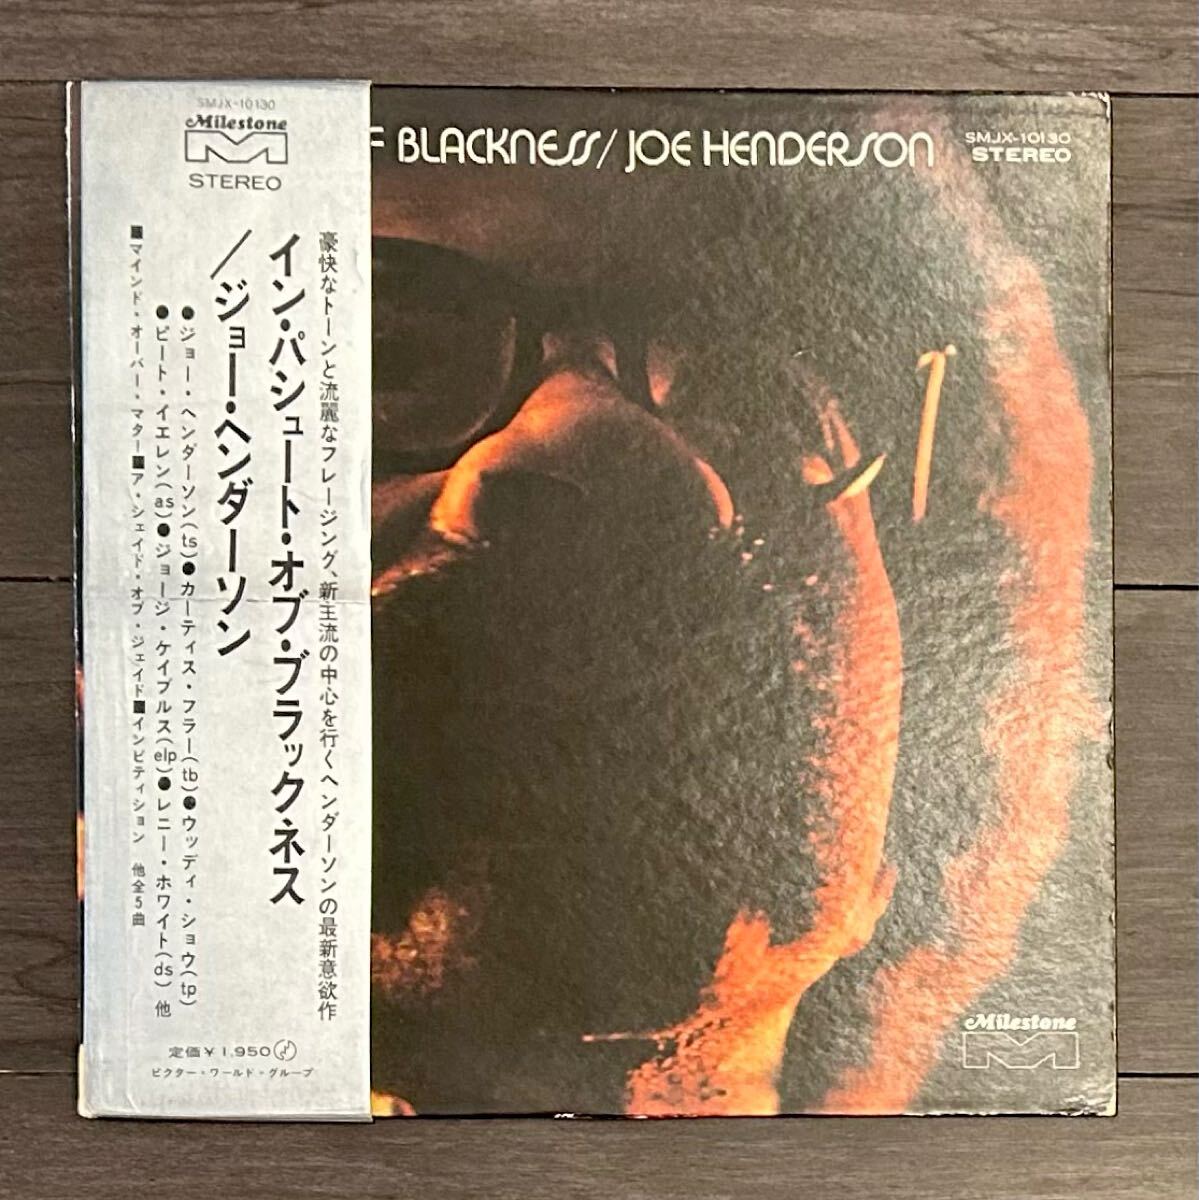 SMJX-10130
Milestone
STEREO
豪快なトーンと流麗なフレージング、新主流の中心を行くヘンダーソンの最新意欲作
イン・パシュート・オブ・ブラックネス
／ジョー・ヘンダーソン
●ジョー・ヘンダーソン(ts)●カーティス・フラー(tb)●ウッディ・ショウ(tp)
●ピート・イエレン(as)●ジョージ・ケイブルス(elp)●レニー・ホワイト(ds)他
■マインド・オーバー・マター■ア・シェイド・オブ・ジェイド■インビティション 他全5曲
定価￥1,950
ビクター・ワールド・グループ
F BLACKNESS/JOE HENDERSON
SMJX-10130
STEREO
Milestone